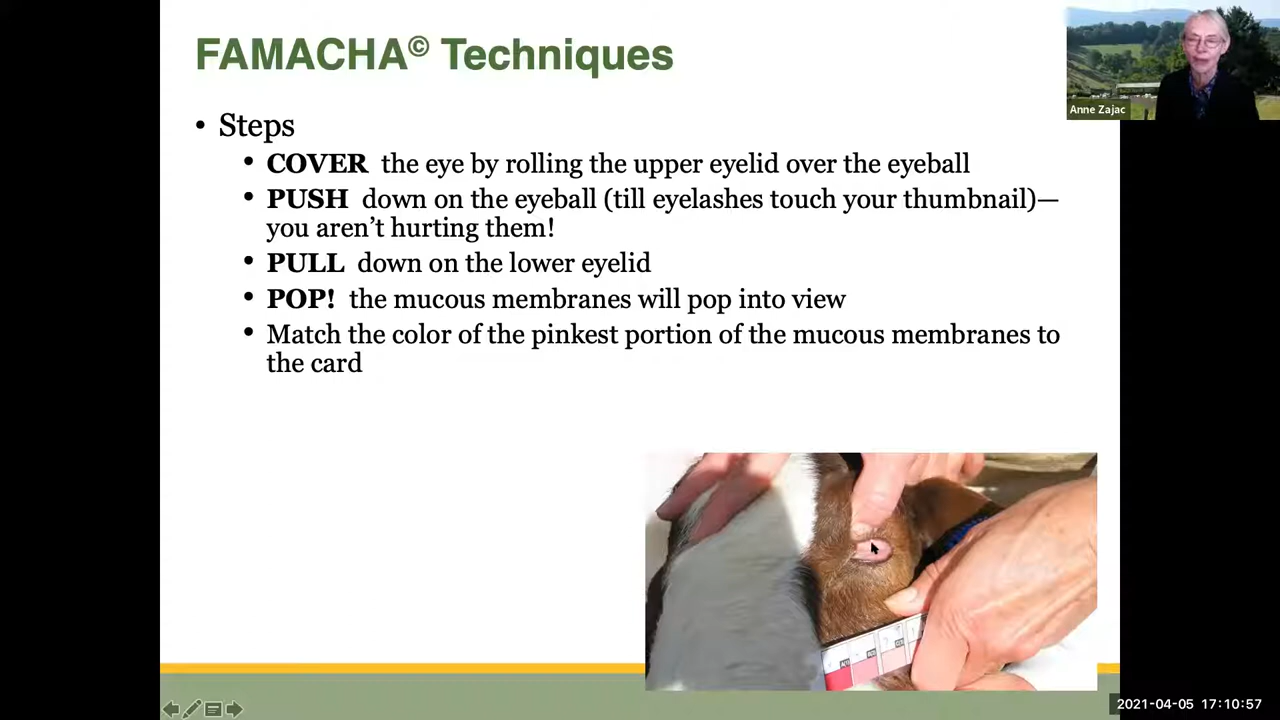 FAMACHA© Techniques
Anne Zajac
• Steps
• COVER the eye by rolling the upper eyelid over the eyeball
• PUSH down on the eyeball (till eyelashes touch your thumbnail)—
you aren’t hurting them!
• PULL down on the lower eyelid
• POP! the mucous membranes will pop into view
• Match the color of the pinkest portion of the mucous membranes to
the card
2021-04-05 17:10:57